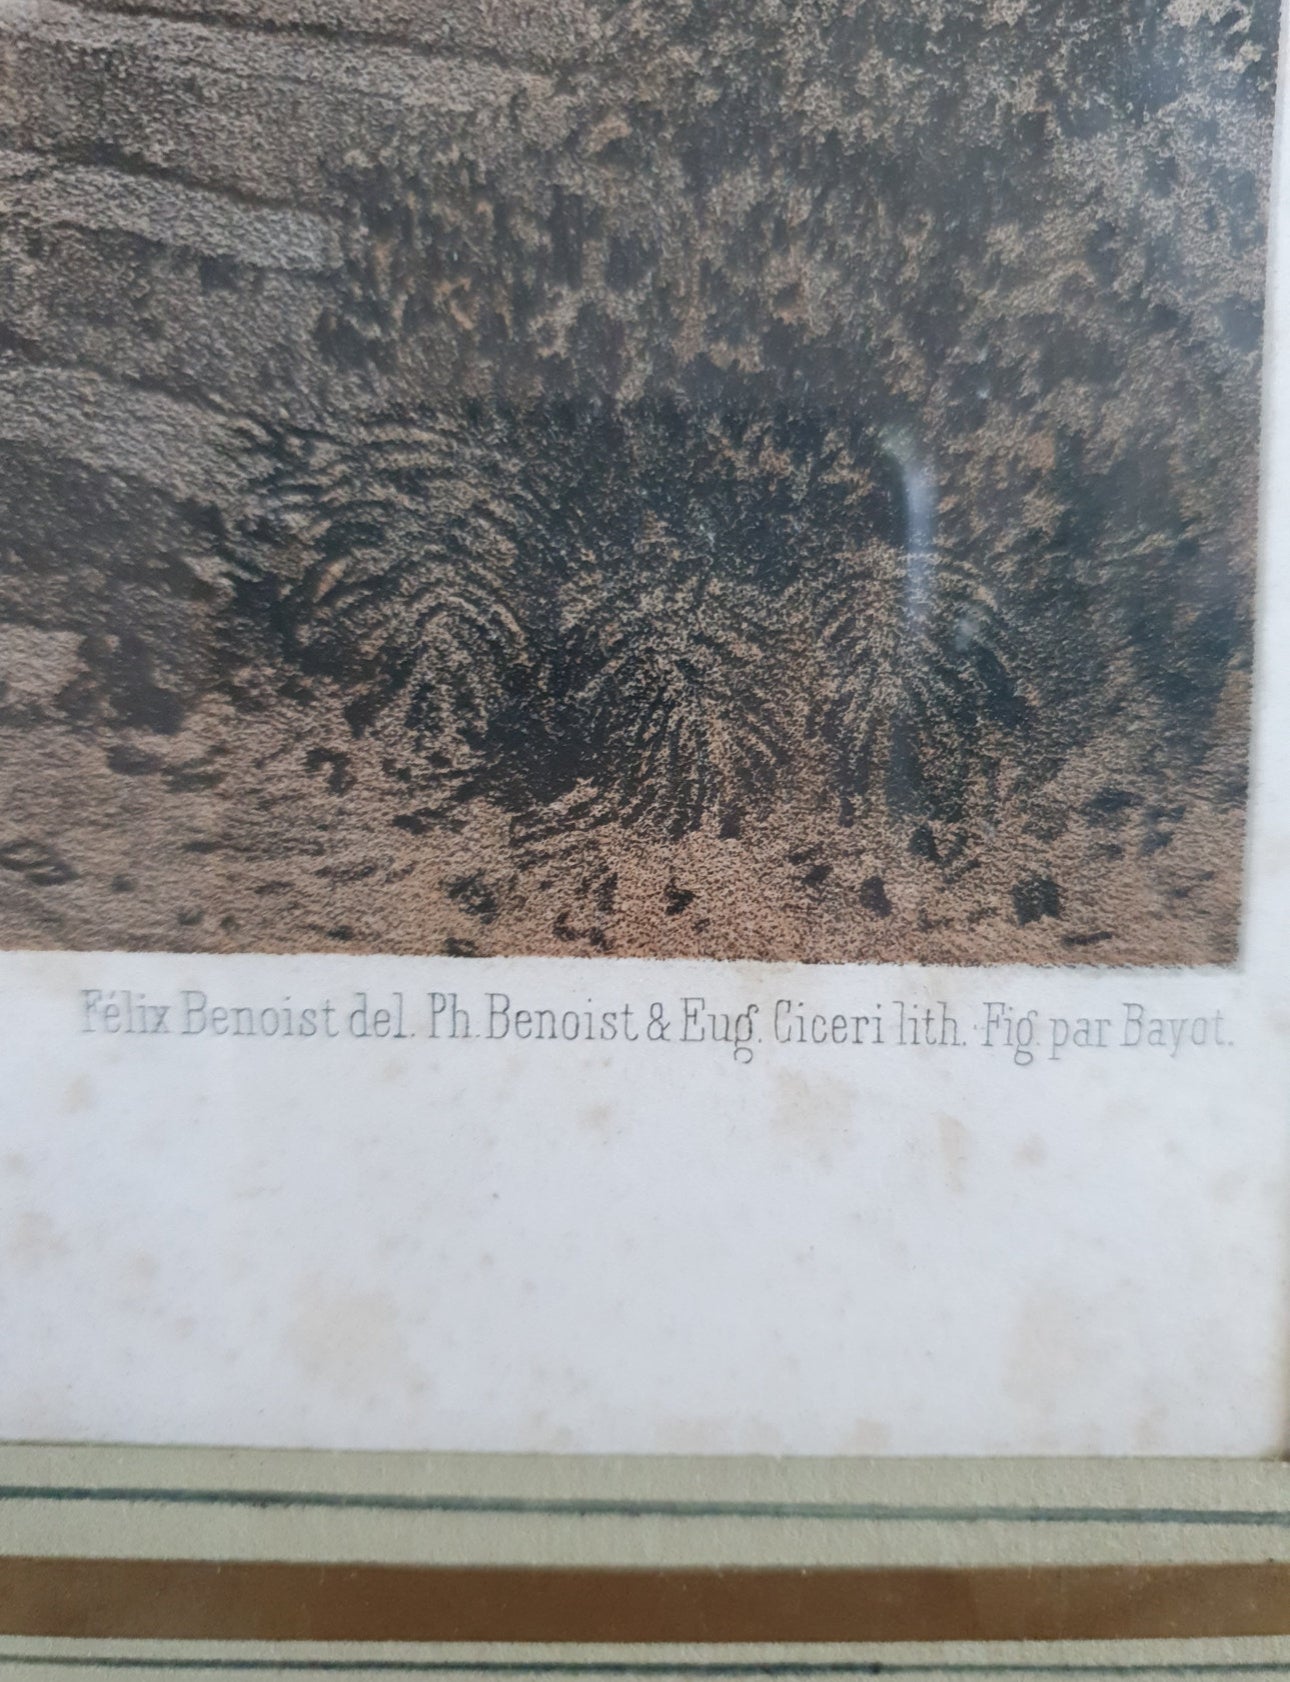 Félix Benoist del. Ph. Benoist & Eug. Ciceri lith. Fig. par Bayot.